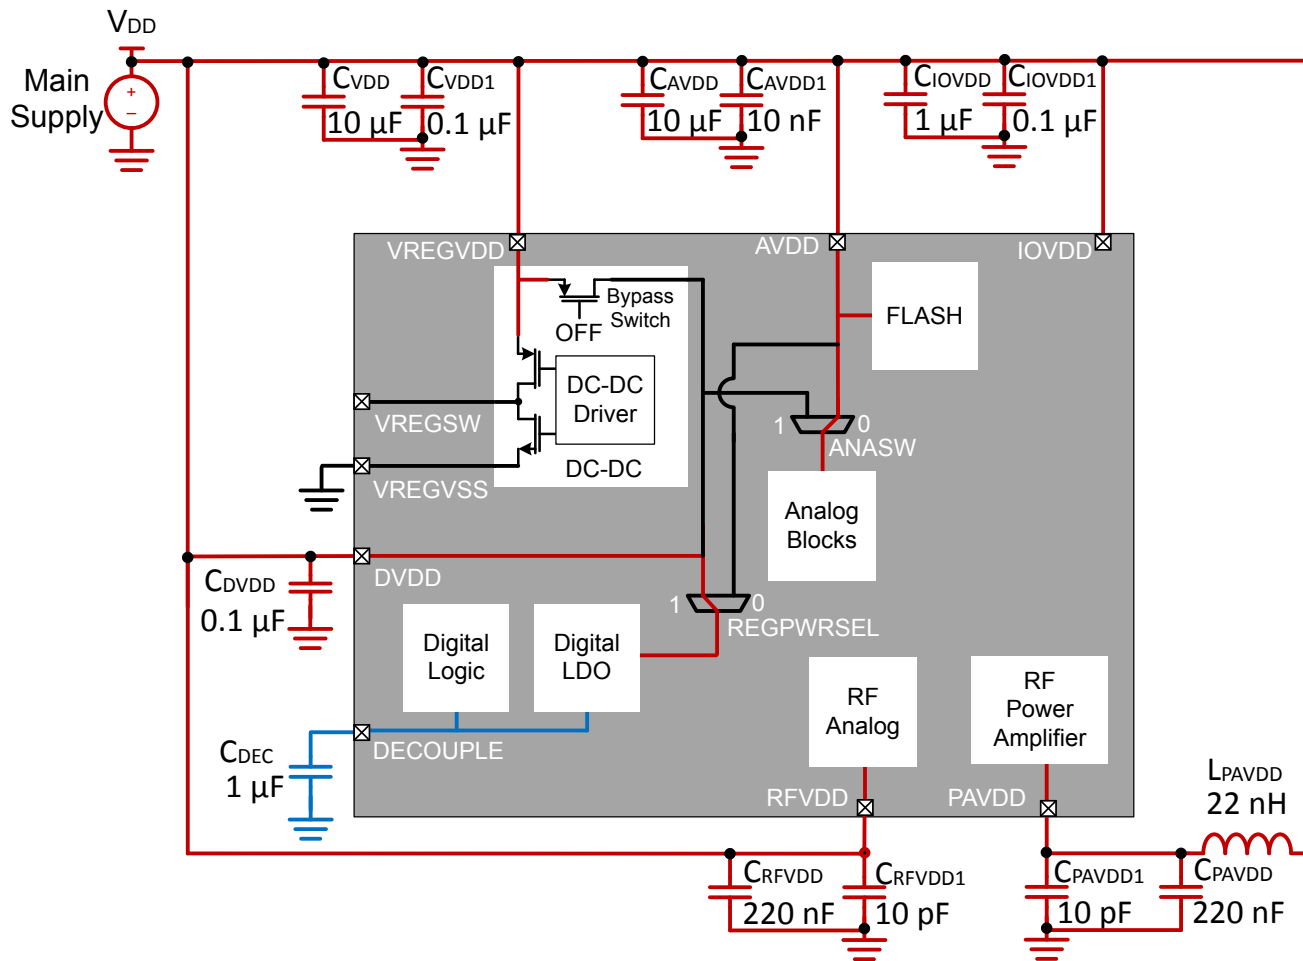 VDD
Main
Supply
+
−
CVDD
10 µF
CVDD1
0.1 µF
CAVDD
10 µF
CAVDD1
10 nF
CIOVDD
1 µF
CIOVDD1
0.1 µF
VREGVDD
AVDD
IOVDD
Bypass
Switch
OFF
FLASH
DC-DC
Driver
DC-DC
VREGSW
VREGVSS
1
0
ANASW
Analog
Blocks
DVDD
CDVDD
0.1 µF
1
0
REGPWRSEL
Digital
Logic
Digital
LDO
RF
Analog
RF
Power
Amplifier
DECOUPLE
CDEC
1 µF
RFVDD
PAVDD
LPAVDD
22 nH
CRFVDD
220 nF
CRFVDD1
10 pF
CPAVDD1
10 pF
CPAVDD
220 nF